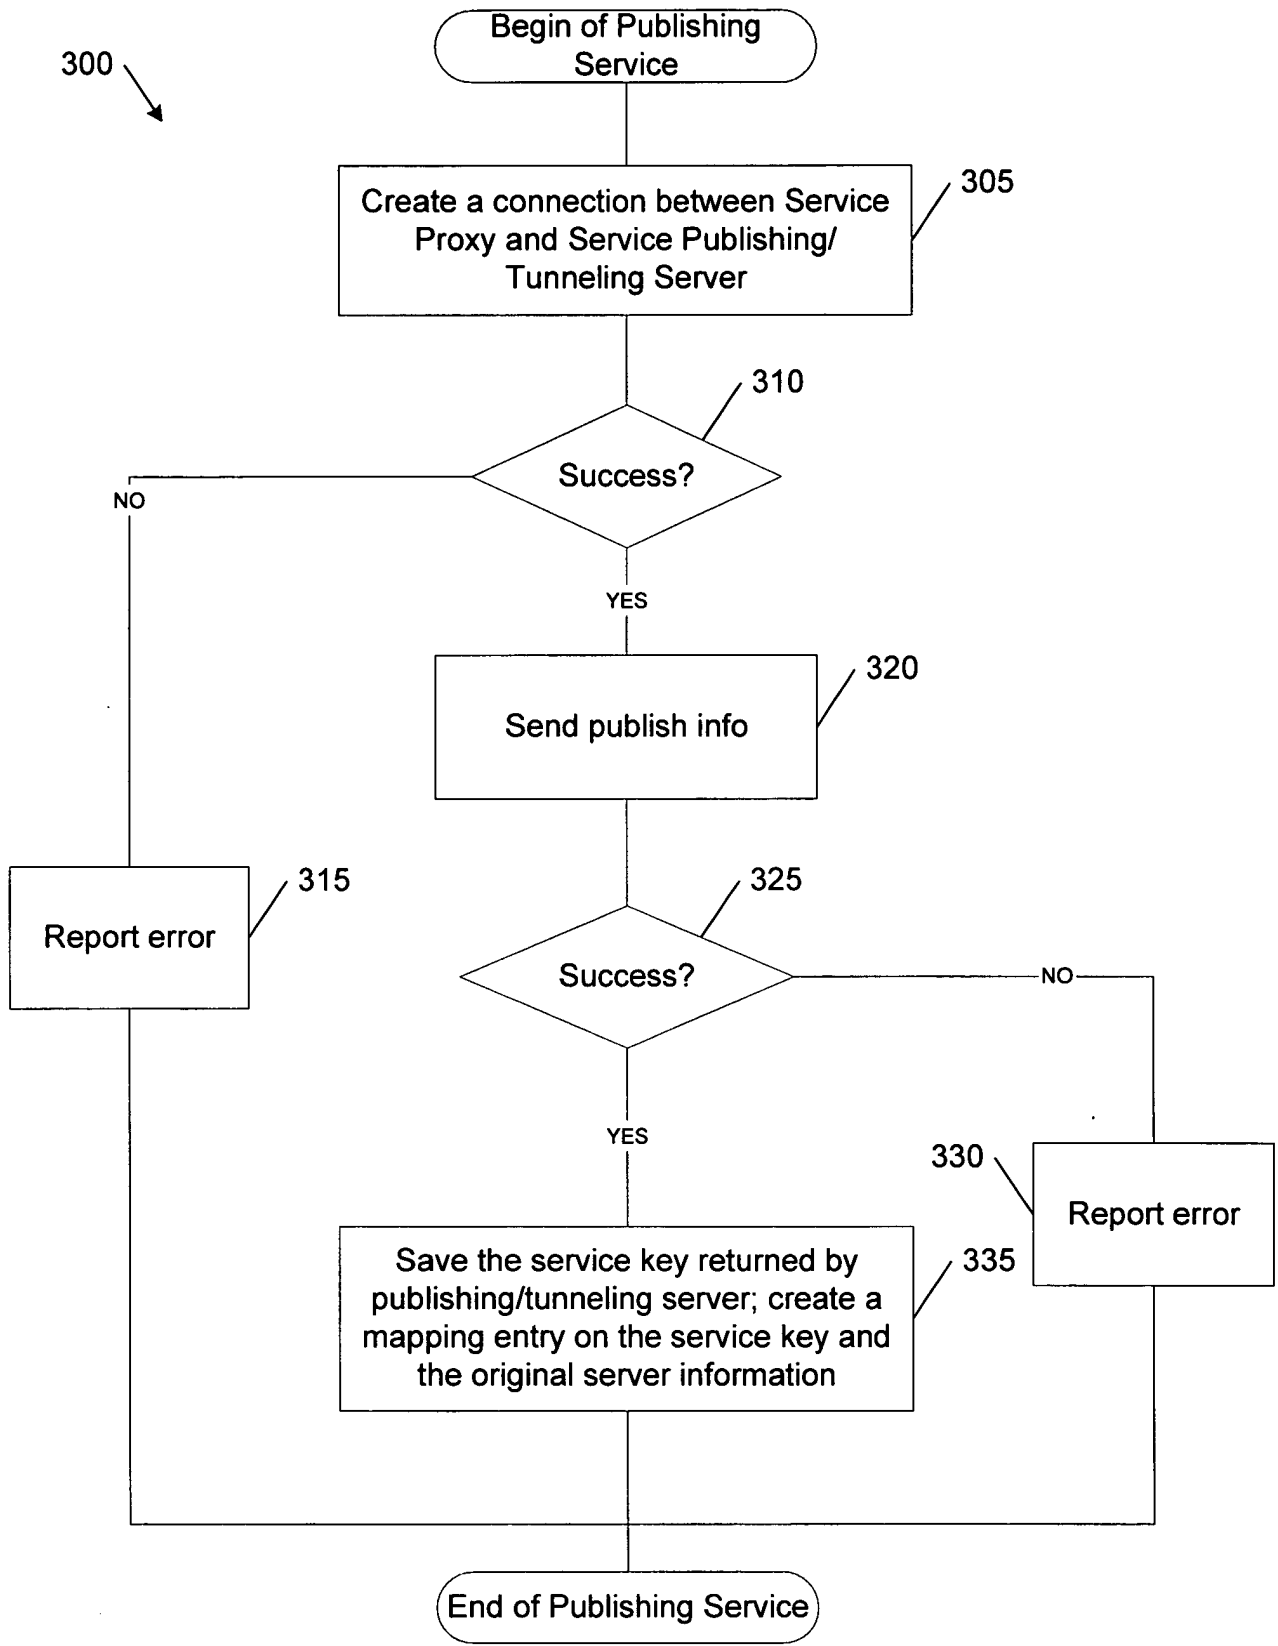 Begin of Publishing
Service
300
Create a connection between Service
Proxy and Service Publishing/
Tunneling Server
305
310
Success?
NO
YES
320
Send publish info
315
Report error
325
Success?
NO
YES
330
Report error
Save the service key returned by
publishing/tunneling server; create a
mapping entry on the service key and
the original server information
335
End of Publishing Service